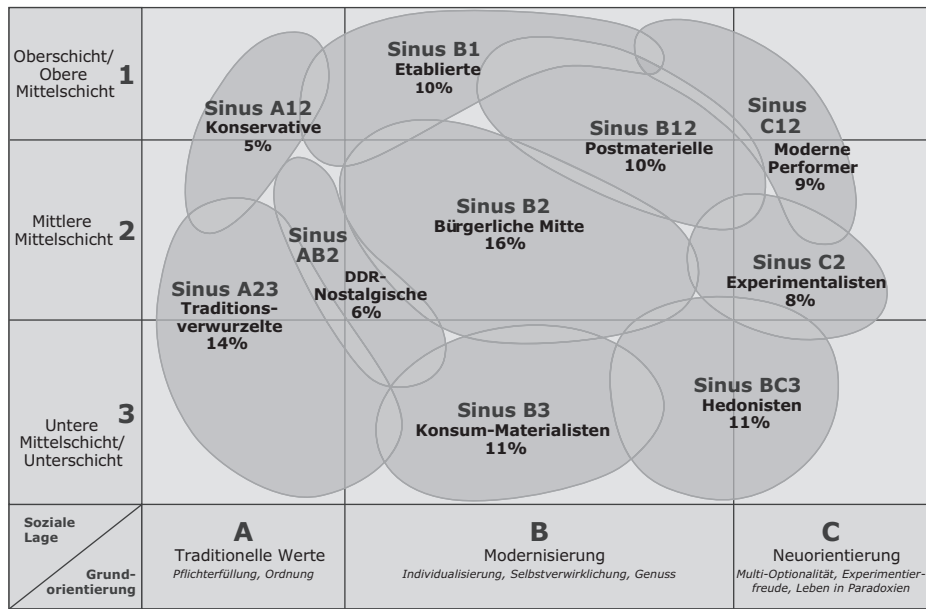 Oberschicht/
Obere
Mittelschicht
1
Mittlere
Mittelschicht
2
Untere
Mittelschicht/
Unterschicht
3
Sinus A12
Konservative
5%
Sinus B1
Etablierte
10%
Sinus B12
Postmaterielle
10%
Sinus
C12
Moderne
Performer
9%
Sinus A23
Traditions-
verwurzelte
14%
Sinus
AB2
DDR-
Nostalgische
6%
Sinus B2
Bürgerliche Mitte
16%
Sinus C2
Experimentalisten
8%
Sinus B3
Konsum-Materialisten
11%
Sinus BC3
Hedonisten
11%
Soziale
Lage
Grund-
orientierung
A
Traditionelle Werte
Pflichterfüllung, Ordnung
B
Modernisierung
Individualisierung, Selbstverwirklichung, Genuss
C
Neuorientierung
Multi-Optionalität, Experimentier-
freude, Leben in Paradoxien